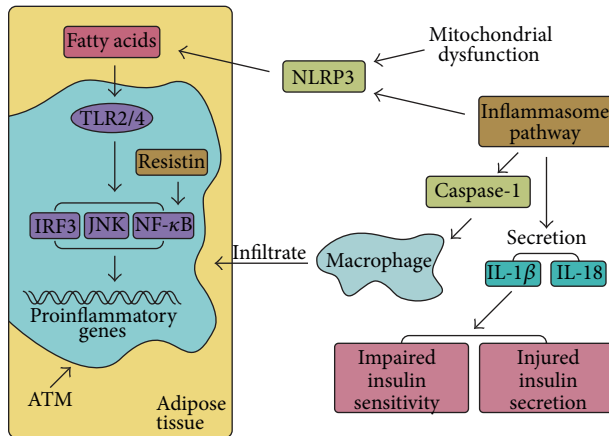 Fatty acids
TLR2/4
Resistin
IRF3
JNK
NF-κB
Proinflammatory
genes
ATM
Adipose
tissue
Mitochondrial
dysfunction
NLRP3
Inflammasome
pathway
Caspase-1
Infiltrate
Macrophage
Secretion
IL-1β
IL-18
Impaired
insulin
sensitivity
Injured
insulin
secretion